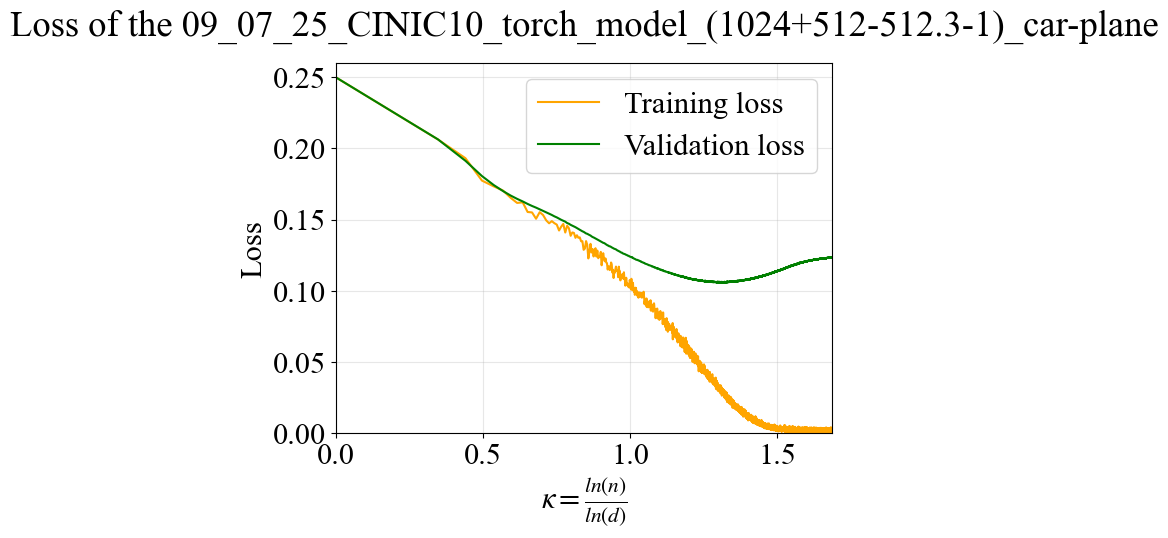 Loss of the 09_07_25_CINIC10_torch_model_(1024+512-512.3-1)_car-plane
0.25
0.20
0.15
0.10
0.05
0.00
Loss
Training loss
Validation loss
0.0 0.5 1.0 1.5
κ = ln(n)/ln(d)